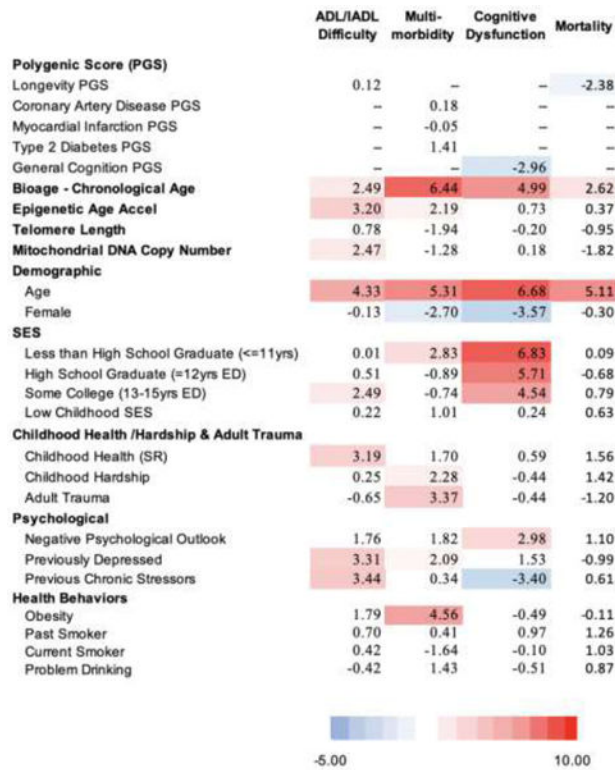 ADL/IADL Difficulty Multi-morbidity Cognitive Dysfunction Mortality
Polygenic Score (PGS)
Longevity PGS 0.12 – – -2.38
Coronary Artery Disease PGS – 0.18 – –
Myocardial Infarction PGS – -0.05 – –
Type 2 Diabetes PGS – 1.41 – –
General Cognition PGS – – -2.96 –
Bioage - Chronological Age 2.49 6.44 4.99 2.62
Epigenetic Age Accel 3.20 2.19 0.73 0.37
Telomere Length 0.78 -1.94 -0.20 -0.95
Mitochondrial DNA Copy Number 2.47 -1.28 0.18 -1.82
Demographic
Age 4.33 5.31 6.68 5.11
Female -0.13 -2.70 -3.57 -0.30
SES
Less than High School Graduate (<=11yrs) 0.01 2.83 6.83 0.09
High School Graduate (=12yrs ED) 0.51 -0.89 5.71 -0.68
Some College (13-15yrs ED) 2.49 -0.74 4.54 0.79
Low Childhood SES 0.22 1.01 0.24 0.63
Childhood Health /Hardship & Adult Trauma
Childhood Health (SR) 3.19 1.70 0.59 1.56
Childhood Hardship 0.25 2.28 -0.44 1.42
Adult Trauma -0.65 3.37 -0.44 -1.20
Psychological
Negative Psychological Outlook 1.76 1.82 2.98 1.10
Previously Depressed 3.31 2.09 1.53 -0.99
Previous Chronic Stressors 3.44 0.34 -3.40 0.61
Health Behaviors
Obesity 1.79 4.56 -0.49 -0.11
Past Smoker 0.70 0.41 0.97 1.26
Current Smoker 0.42 -1.64 -0.10 1.03
Problem Drinking -0.42 1.43 -0.51 0.87
-5.00 10.00